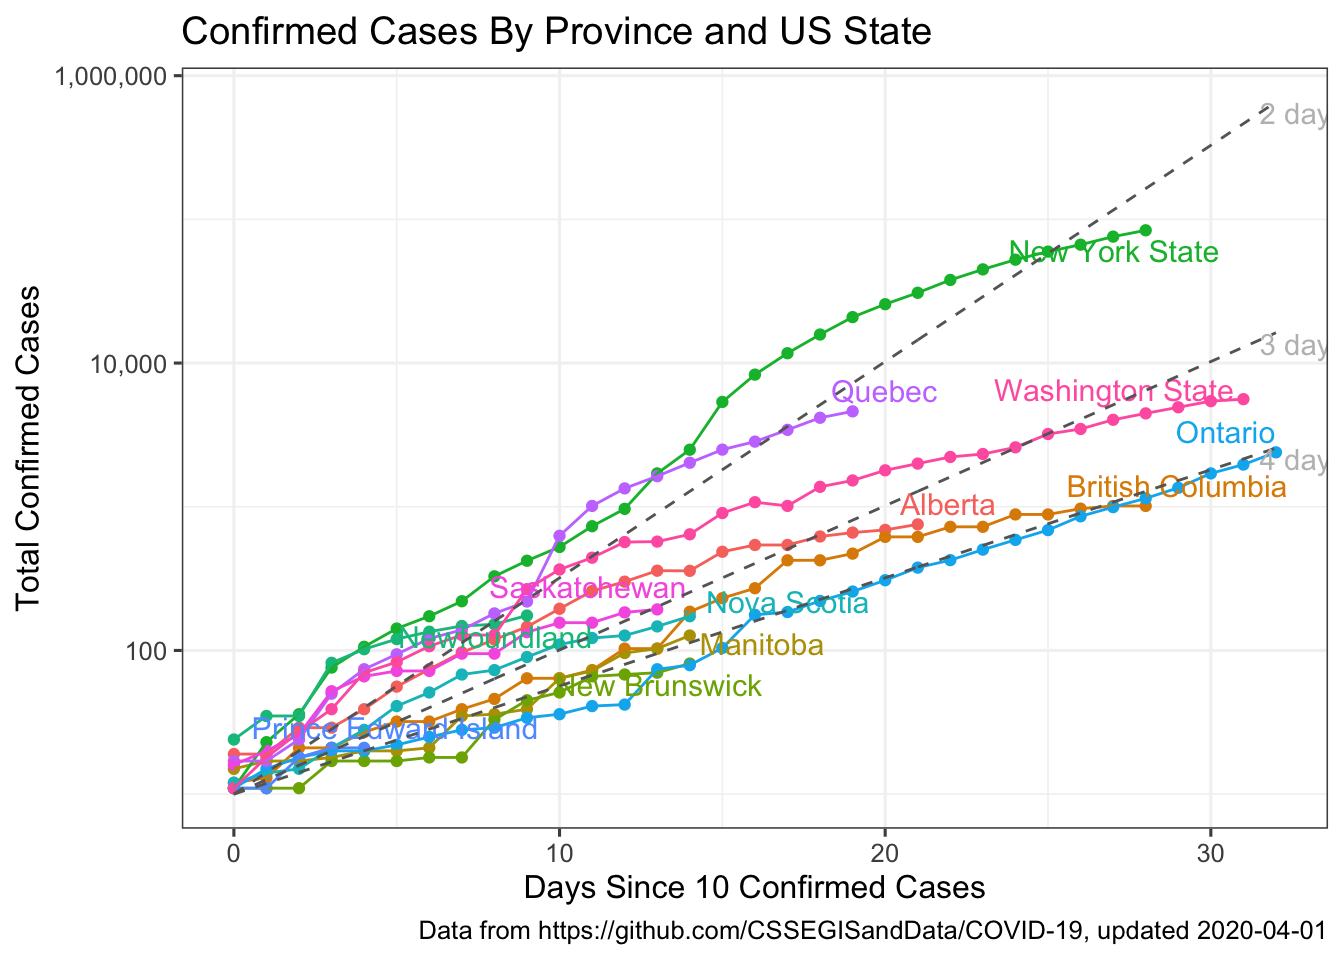 Confirmed Cases By Province and US State
1,000,000
10,000
100
Total Confirmed Cases
2 day
New York State
3 day
Quebec
Washington State
Ontario
4 day
British Columbia
Alberta
Saskatchewan
Nova Scotia
Newfoundland
Manitoba
New Brunswick
Prince Edward Island
0 10 20 30
Days Since 10 Confirmed Cases
Data from https://github.com/CSSEGISandData/COVID-19, updated 2020-04-01